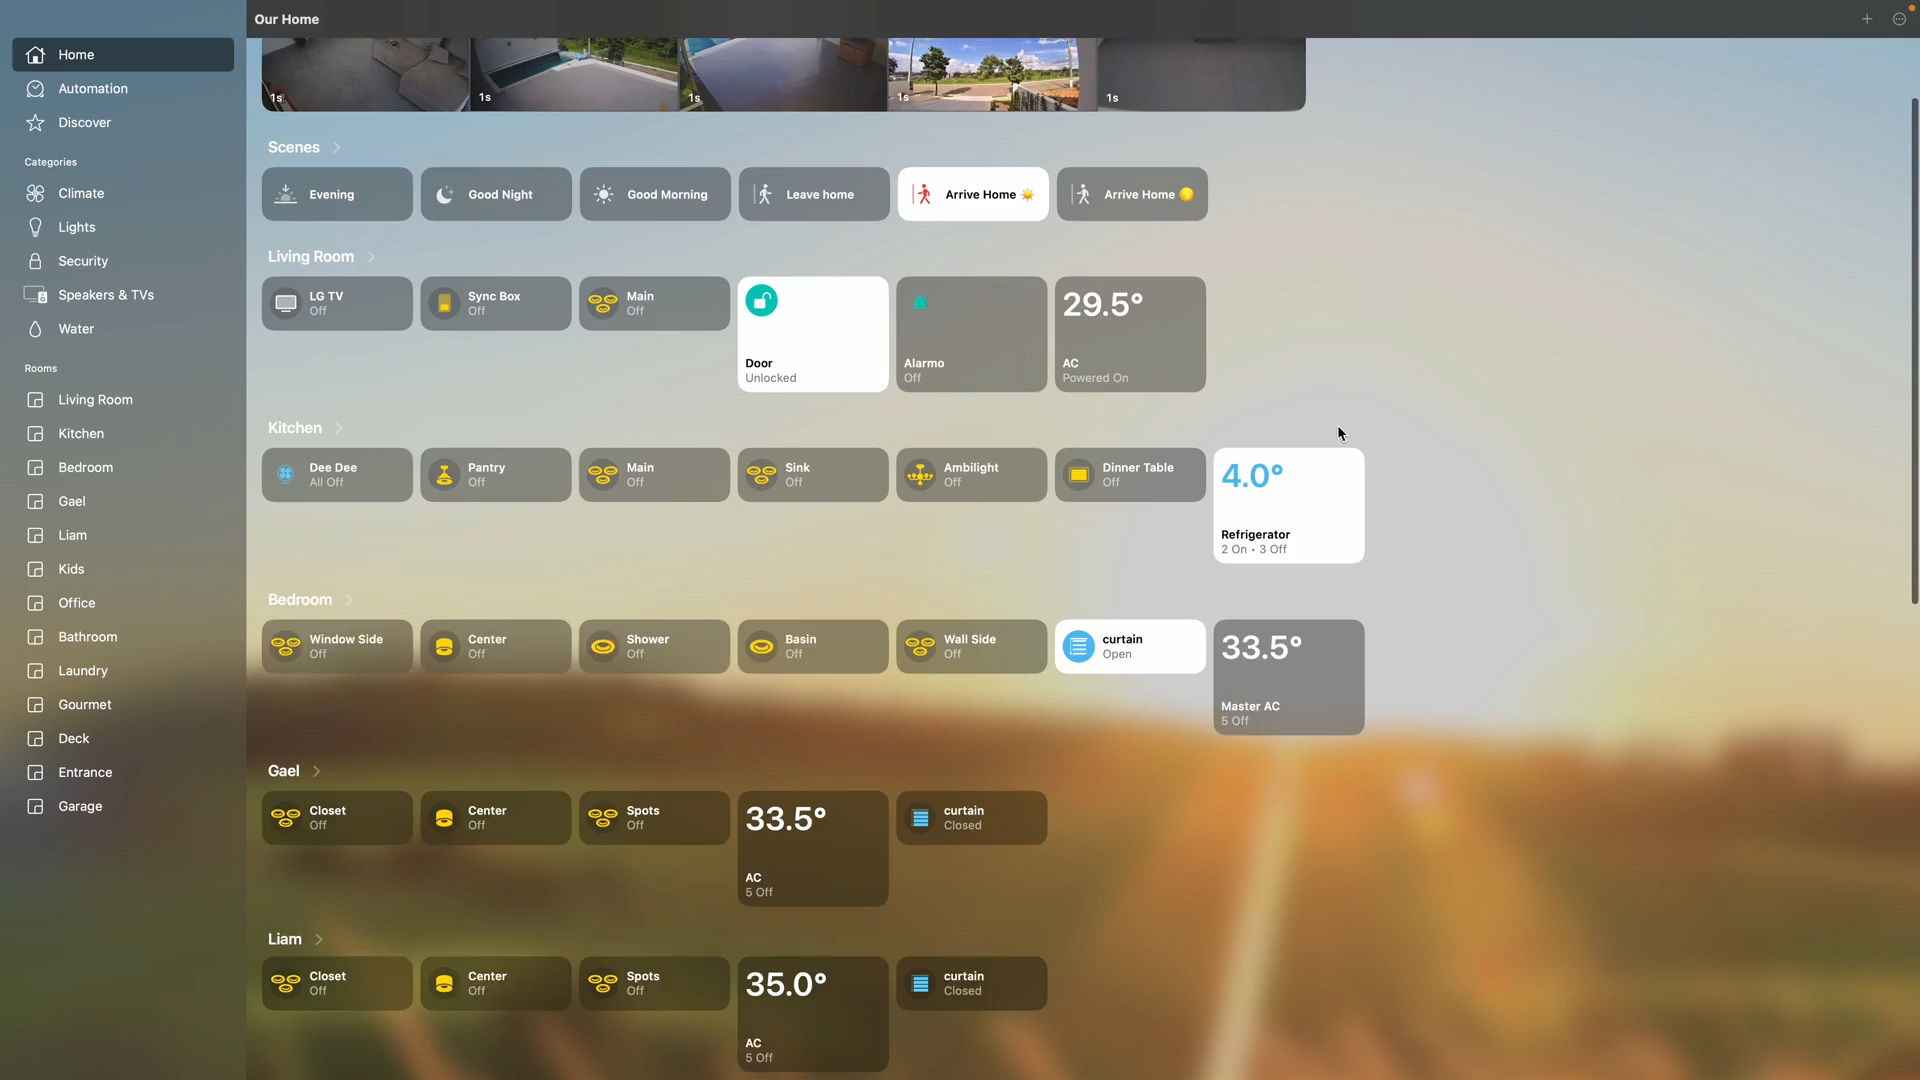 Our Home
Home
Automation
Discover
Categories
Climate
Lights
Security
Speakers & TVs
Water
Rooms
Living Room
Kitchen
Bedroom
Gael
Liam
Kids
Office
Bathroom
Laundry
Gourmet
Deck
Entrance
Garage
1s
1s
1s
1s
1s
Scenes
Evening
Good Night
Good Morning
Leave home
Arrive Home ☀️
Arrive Home 🌕
Living Room
LG TV
Off
Sync Box
Off
Main
Off
Door
Unlocked
Alarmo
Off
29.5°
AC
Powered On
Kitchen
Dee Dee
All Off
Pantry
Off
Main
Off
Sink
Off
Ambilight
Off
Dinner Table
Off
4.0°
Refrigerator
2 On • 3 Off
Bedroom
Window Side
Off
Center
Off
Shower
Off
Basin
Off
Wall Side
Off
curtain
Open
33.5°
Master AC
5 Off
Gael
Closet
Off
Center
Off
Spots
Off
33.5°
AC
5 Off
curtain
Closed
Liam
Closet
Off
Center
Off
Spots
Off
35.0°
AC
5 Off
curtain
Closed